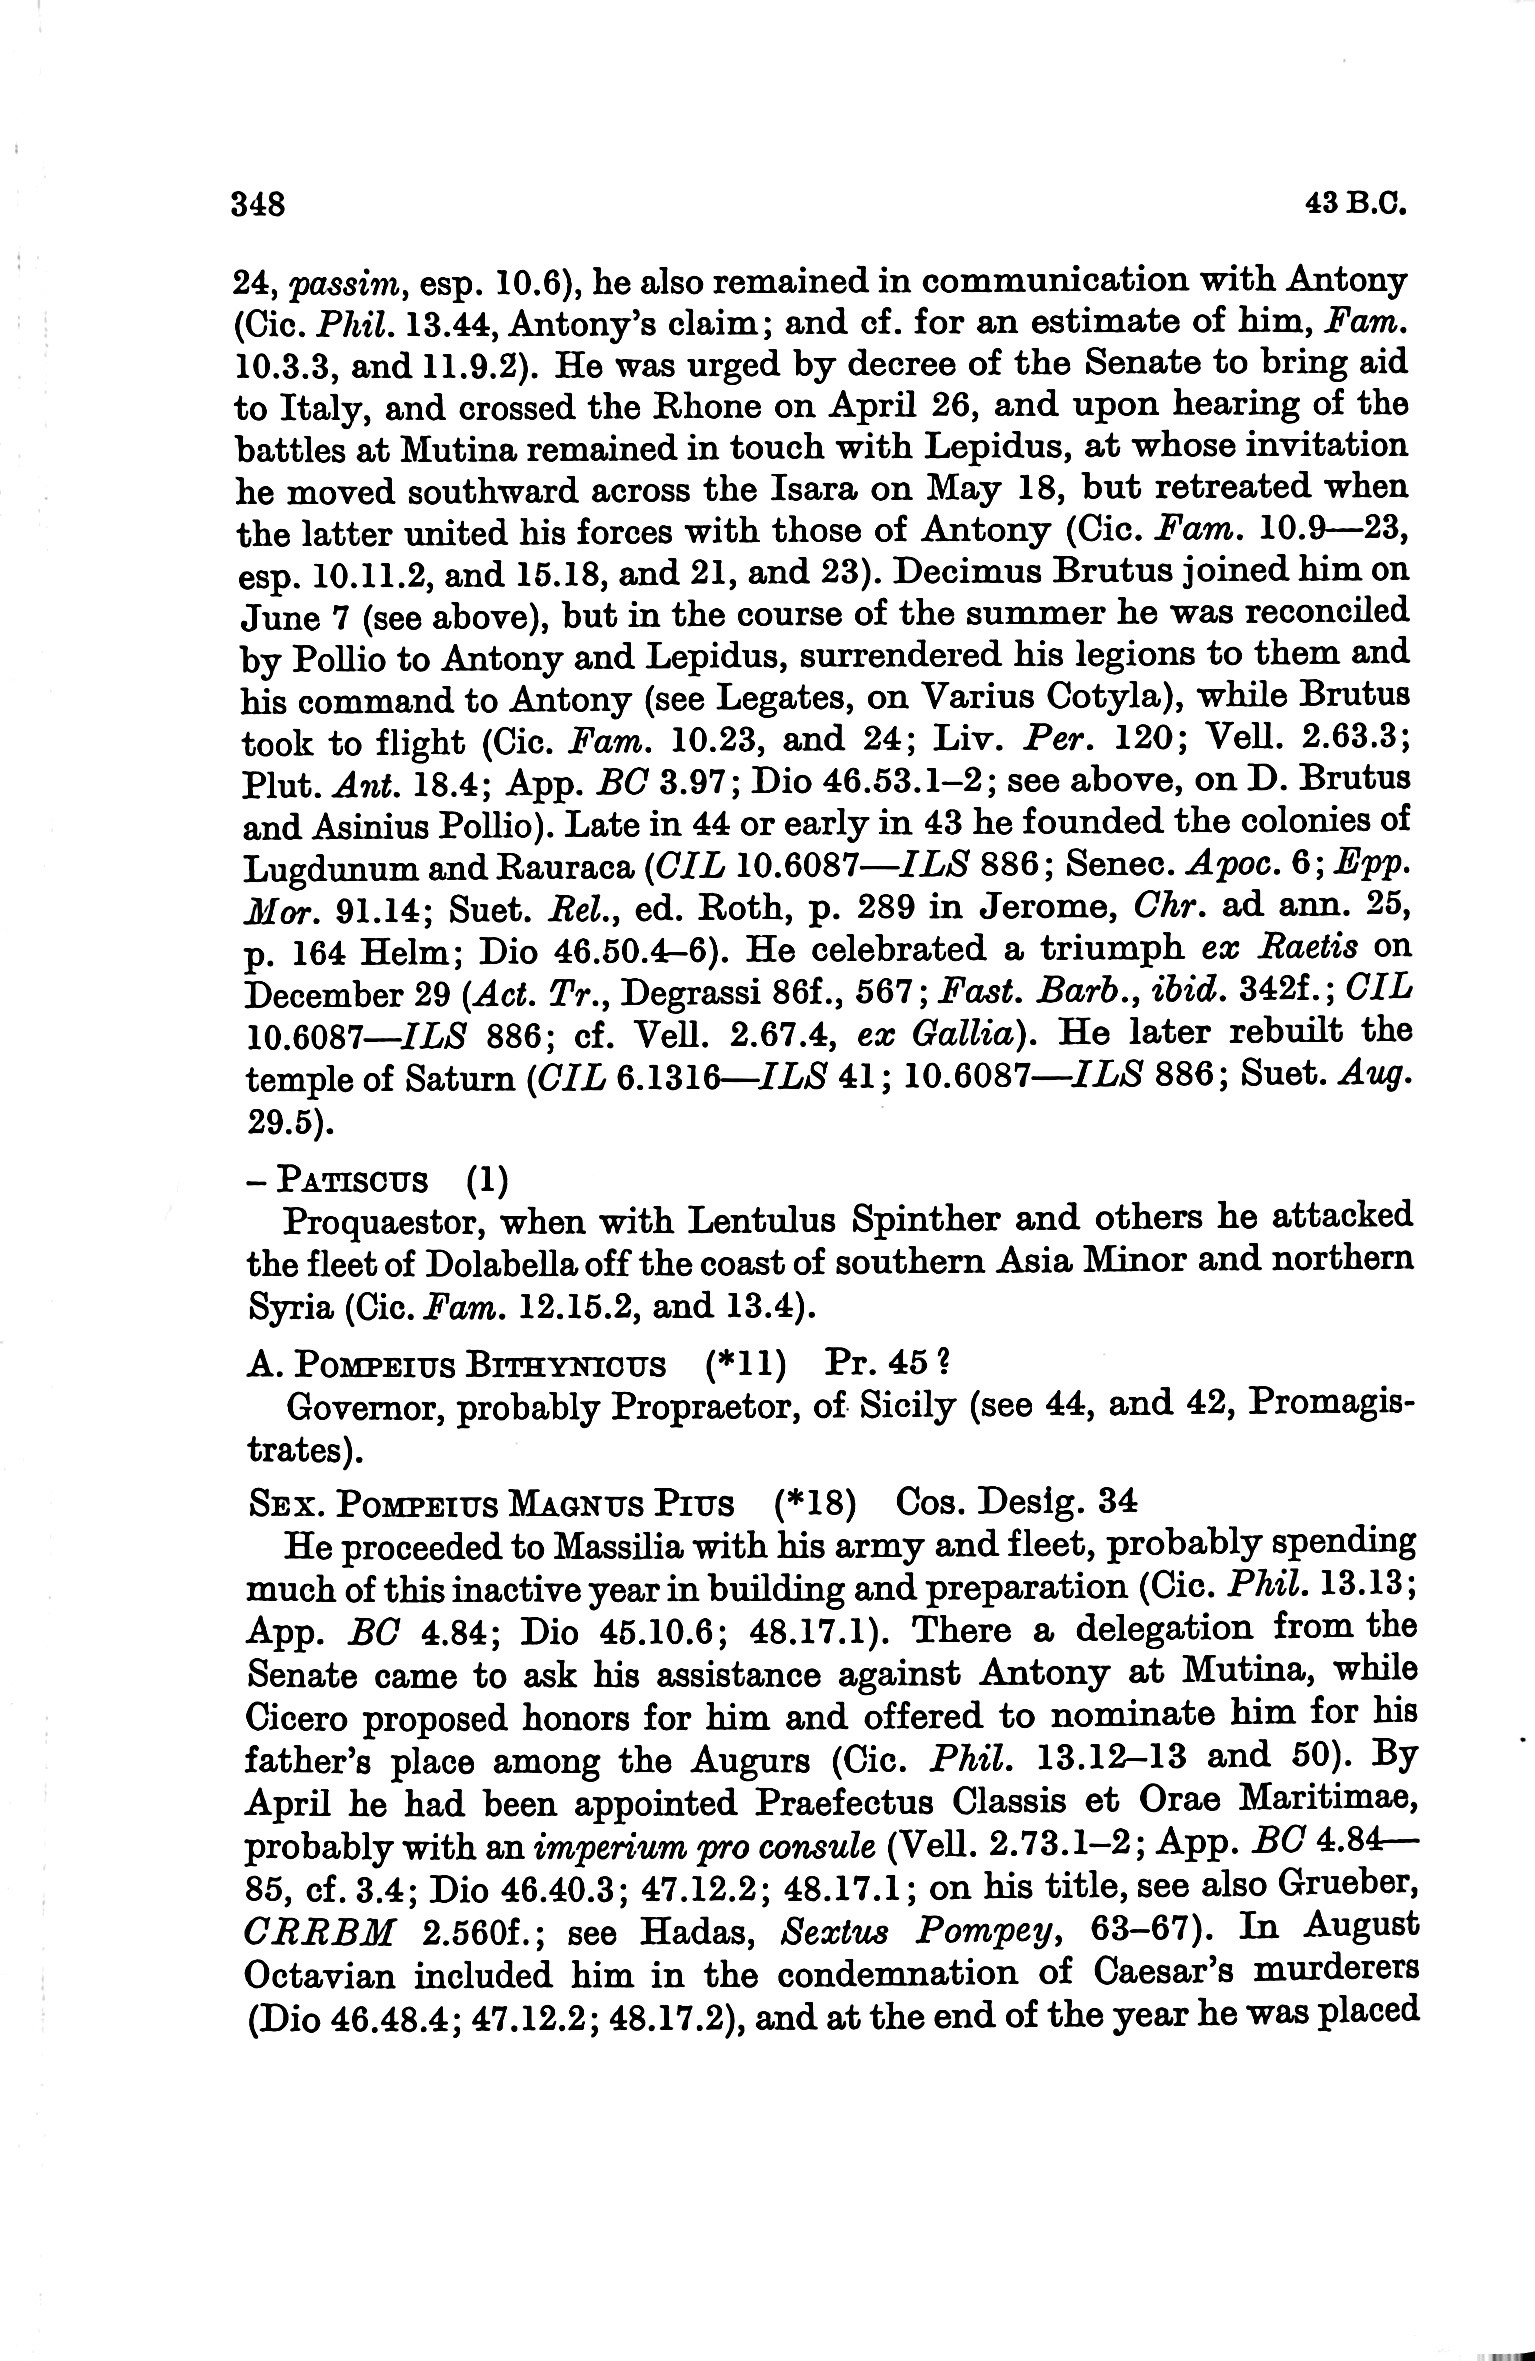 348 43 B.C.
24, passim, esp. 10.6), he also remained in communication with Antony
(Cic. Phil. 13.44, Antony's claim; and cf. for an estimate of him, Fam.
10.3.3, and 11.9.2). He was urged by decree of the Senate to bring aid
to Italy, and crossed the Rhone on April 26, and upon hearing of the
battles at Mutina remained in touch with Lepidus, at whose invitation
he moved southward across the Isara on May 18, but retreated when
the latter united his forces with those of Antony (Cic. Fam. 10.9—23,
esp. 10.11.2, and 15.18, and 21, and 23). Decimus Brutus joined him on
June 7 (see above), but in the course of the summer he was reconciled
by Pollio to Antony and Lepidus, surrendered his legions to them and
his command to Antony (see Legates, on Varius Cotyla), while Brutus
took to flight (Cic. Fam. 10.23, and 24; Liv. Per. 120; Vell. 2.63.3;
Plut. Ant. 18.4; App. BC 3.97; Dio 46.53.1–2; see above, on D. Brutus
and Asinius Pollio). Late in 44 or early in 43 he founded the colonies of
Lugdunum and Rauraca (CIL 10.6087—ILS 886; Senec. Apoc. 6; Epp.
Mor. 91.14; Suet. Rel., ed. Roth, p. 289 in Jerome, Chr. ad ann. 25,
p. 164 Helm; Dio 46.50.4–6). He celebrated a triumph ex Raetis on
December 29 (Act. Tr., Degrassi 86f., 567; Fast. Barb., ibid. 342f.; CIL
10.6087—ILS 886; cf. Vell. 2.67.4, ex Gallia). He later rebuilt the
temple of Saturn (CIL 6.1316—ILS 41; 10.6087—ILS 886; Suet. Aug.
29.5).
– PATISCUS (1)
Proquaestor, when with Lentulus Spinther and others he attacked
the fleet of Dolabella off the coast of southern Asia Minor and northern
Syria (Cic. Fam. 12.15.2, and 13.4).
A. POMPEIUS BITHYNICUS (*11) Pr. 45?
Governor, probably Propraetor, of Sicily (see 44, and 42, Promagis-
trates).
SEX. POMPEIUS MAGNUS PIUS (*18) Cos. Desig. 34
He proceeded to Massilia with his army and fleet, probably spending
much of this inactive year in building and preparation (Cic. Phil. 13.13;
App. BC 4.84; Dio 45.10.6; 48.17.1). There a delegation from the
Senate came to ask his assistance against Antony at Mutina, while
Cicero proposed honors for him and offered to nominate him for his
father's place among the Augurs (Cic. Phil. 13.12–13 and 50). By
April he had been appointed Praefectus Classis et Orae Maritimae,
probably with an imperium pro consule (Vell. 2.73.1–2; App. BC 4.84—
85, cf. 3.4; Dio 46.40.3; 47.12.2; 48.17.1; on his title, see also Grueber,
CRRBM 2.560f.; see Hadas, Sextus Pompey, 63–67). In August
Octavian included him in the condemnation of Caesar's murderers
(Dio 46.48.4; 47.12.2; 48.17.2), and at the end of the year he was placed